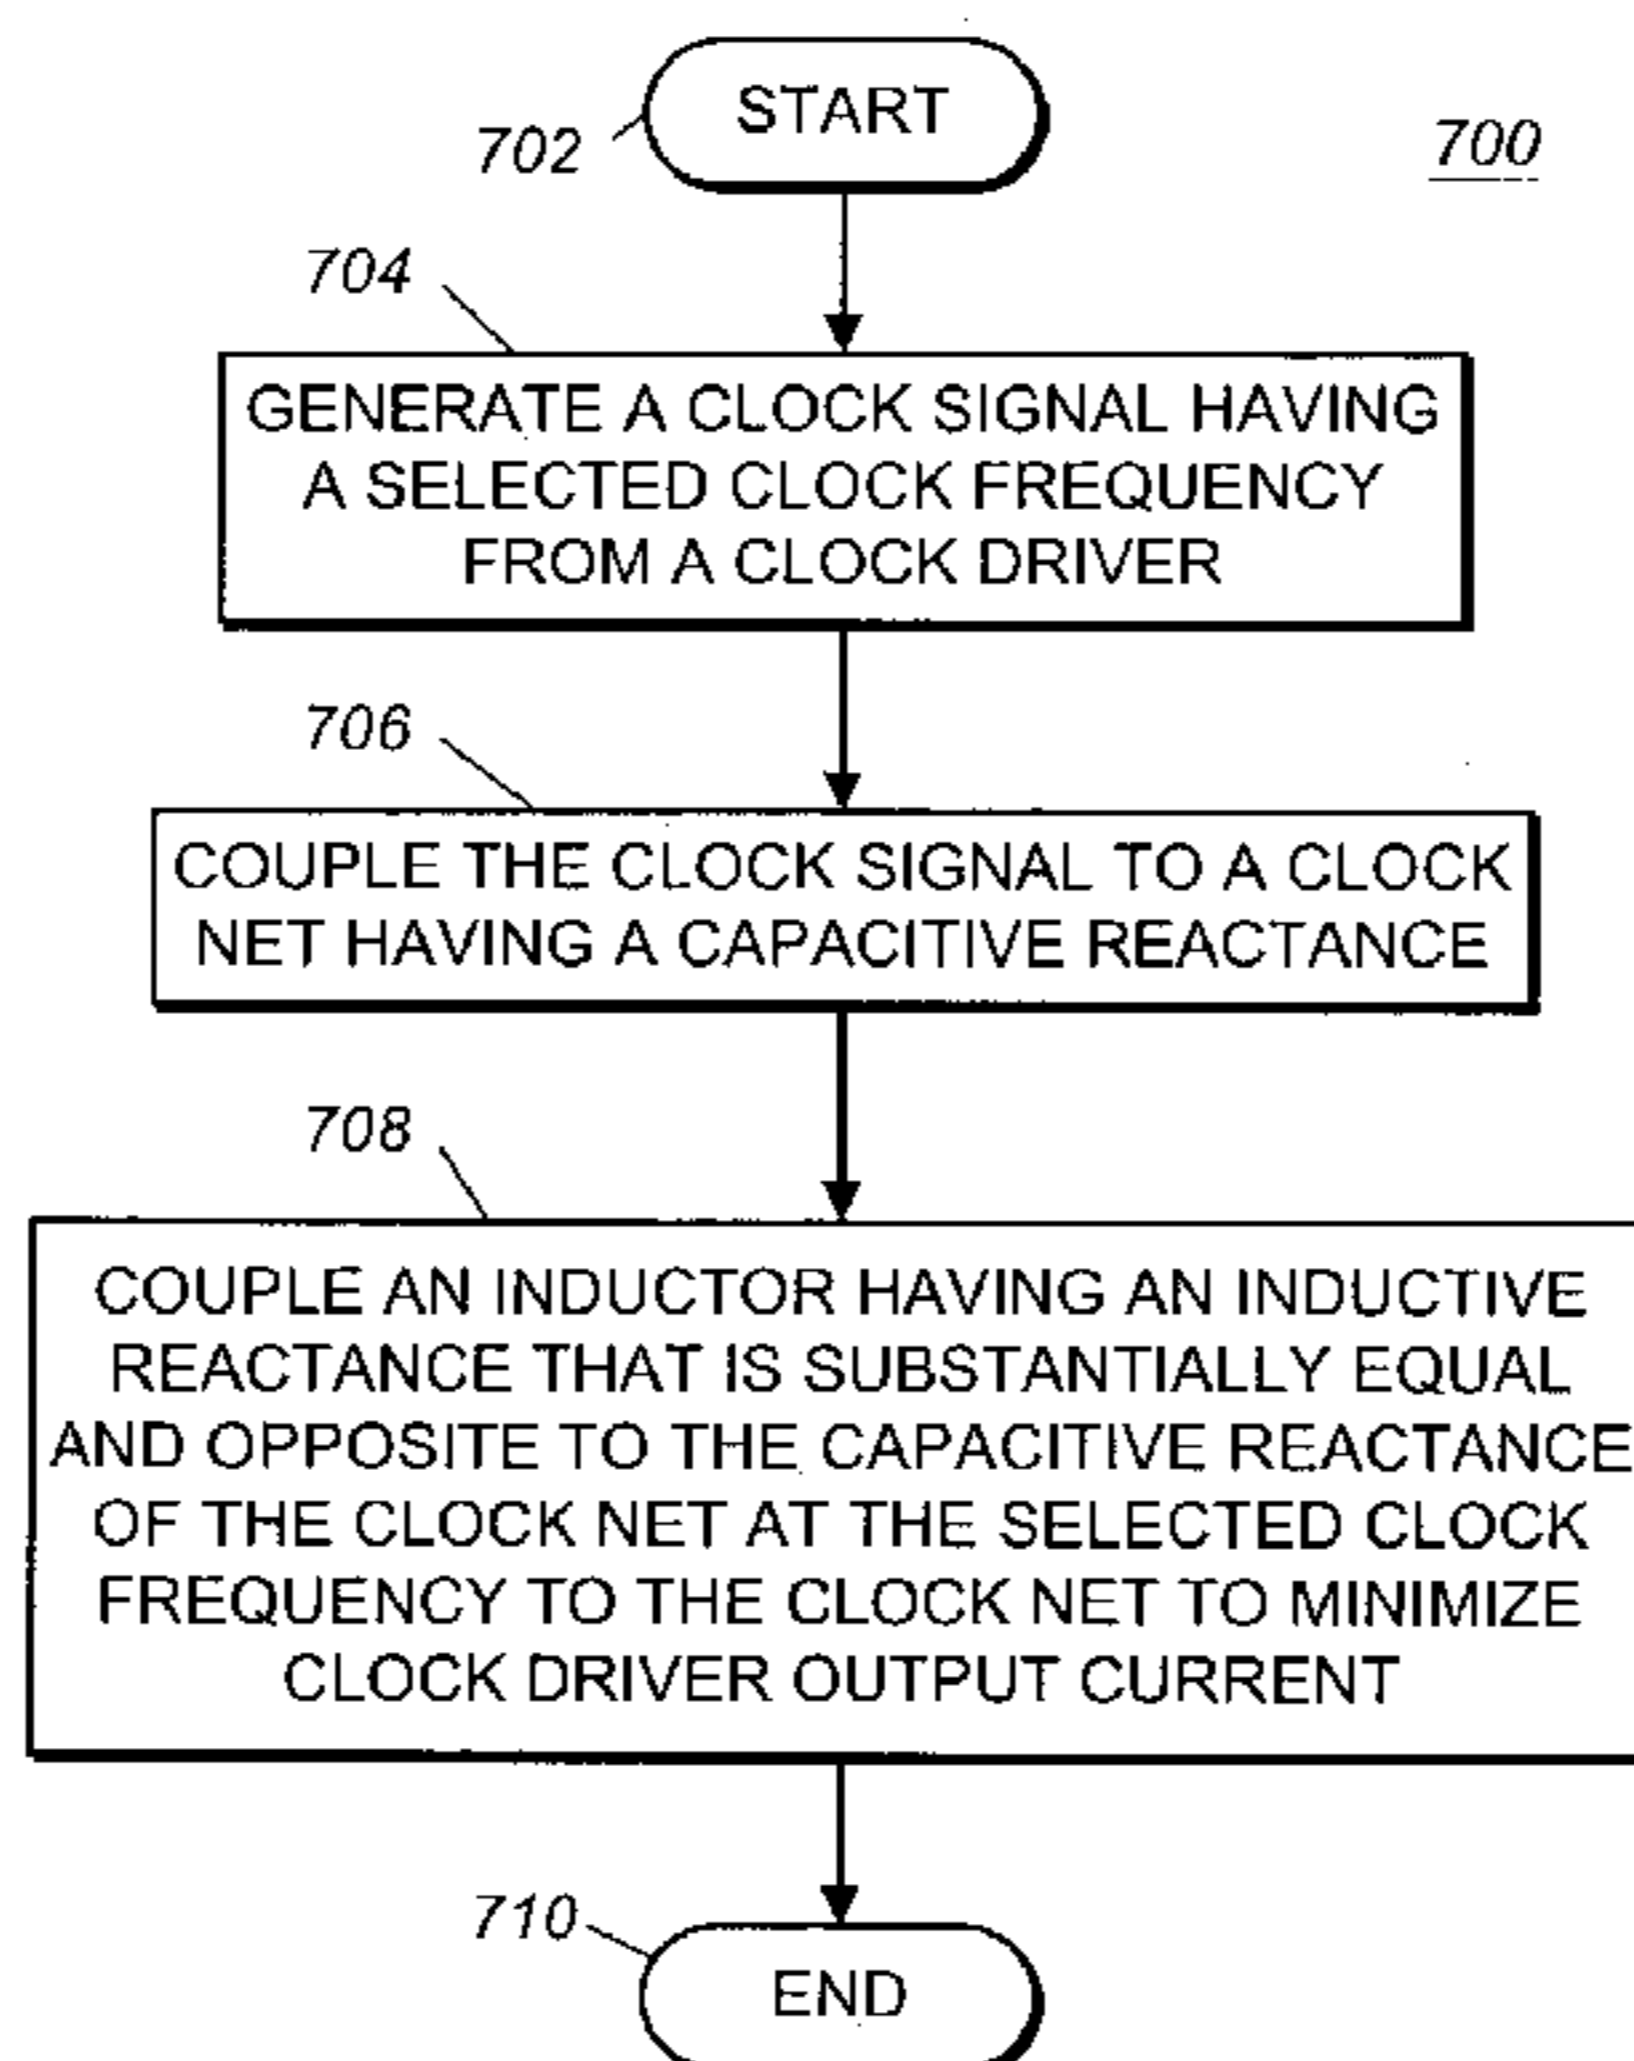 START
702
700
704
GENERATE A CLOCK SIGNAL HAVING
A SELECTED CLOCK FREQUENCY
FROM A CLOCK DRIVER
706
COUPLE THE CLOCK SIGNAL TO A CLOCK
NET HAVING A CAPACITIVE REACTANCE
708
COUPLE AN INDUCTOR HAVING AN INDUCTIVE
REACTANCE THAT IS SUBSTANTIALLY EQUAL
AND OPPOSITE TO THE CAPACITIVE REACTANCE
OF THE CLOCK NET AT THE SELECTED CLOCK
FREQUENCY TO THE CLOCK NET TO MINIMIZE
CLOCK DRIVER OUTPUT CURRENT
710
END